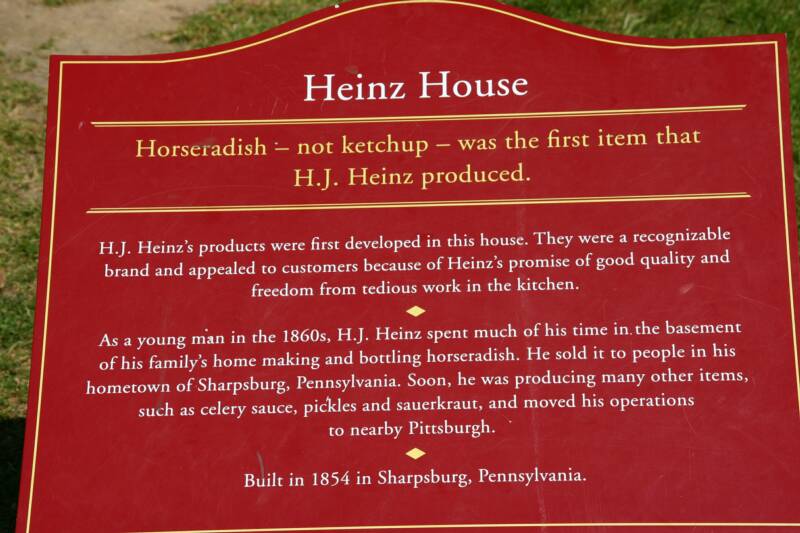 Heinz House
Horseradish – not ketchup – was the first item that
H.J. Heinz produced.
H.J. Heinz's products were first developed in this house. They were a recognizable
brand and appealed to customers because of Heinz's promise of good quality and
freedom from tedious work in the kitchen.
As a young man in the 1860s, H.J. Heinz spent much of his time in the basement
of his family's home making and bottling horseradish. He sold it to people in his
hometown of Sharpsburg, Pennsylvania. Soon, he was producing many other items,
such as celery sauce, pickles and sauerkraut, and moved his operations
to nearby Pittsburgh.
Built in 1854 in Sharpsburg, Pennsylvania.